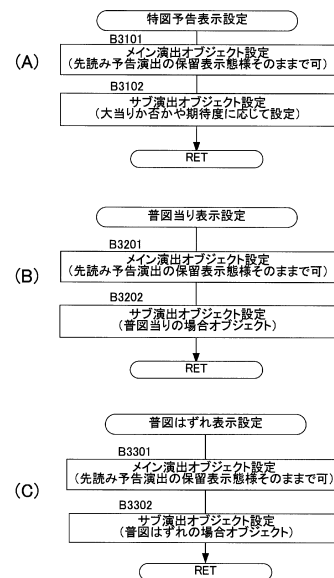 特図予告表示設定
B3101
(A)
メイン演出オブジェクト設定
(先読み予告演出の保留表示態様そのままで可)
B3102
サブ演出オブジェクト設定
(大当りか否かや期待度に応じて設定)
RET
普図当り表示設定
B3201
メイン演出オブジェクト設定
(先読み予告演出の保留表示態様そのままで可)
(B)
B3202
サブ演出オブジェクト設定
(普図当りの場合オブジェクト)
RET
普図はずれ表示設定
B3301
メイン演出オブジェクト設定
(先読み予告演出の保留表示態様そのままで可)
(C)
B3302
サブ演出オブジェクト設定
(普図はずれの場合オブジェクト)
RET